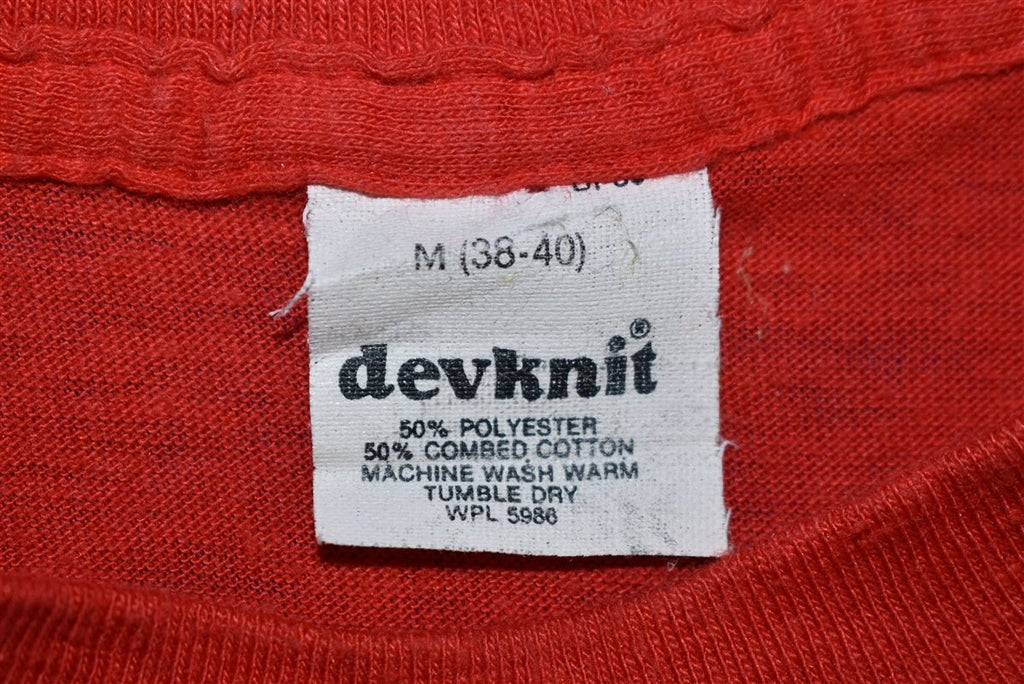 M (38-40)
devknit®
50% POLYESTER
50% COMBED COTTON
MACHINE WASH WARM
TUMBLE DRY
WPL 5986